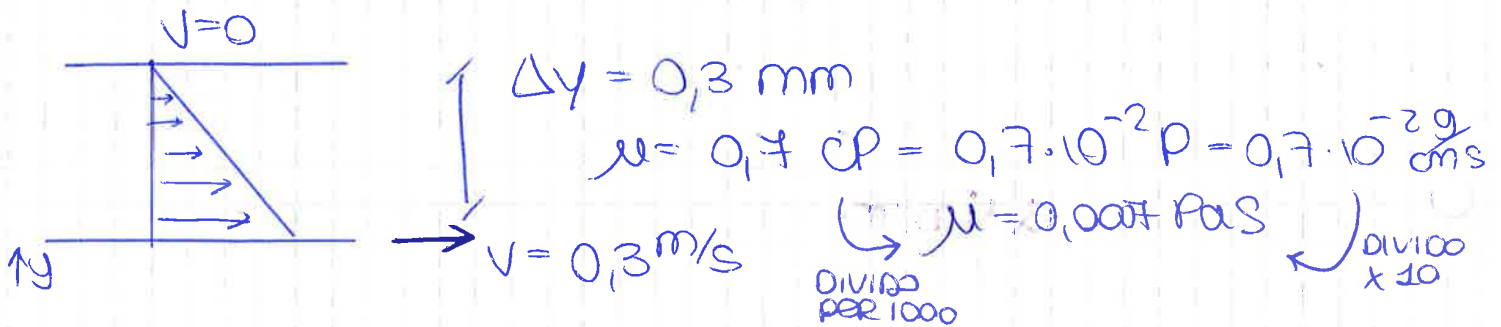 V=0
Δy = 0,3 mm
μ = 0,7 cP = 0,7·10⁻² P = 0,7·10⁻² g/cms
μ = 0,0007 PaS
↑y
V = 0,3 m/s
DIVIDO
PER 1000
DIVIDO
X 10